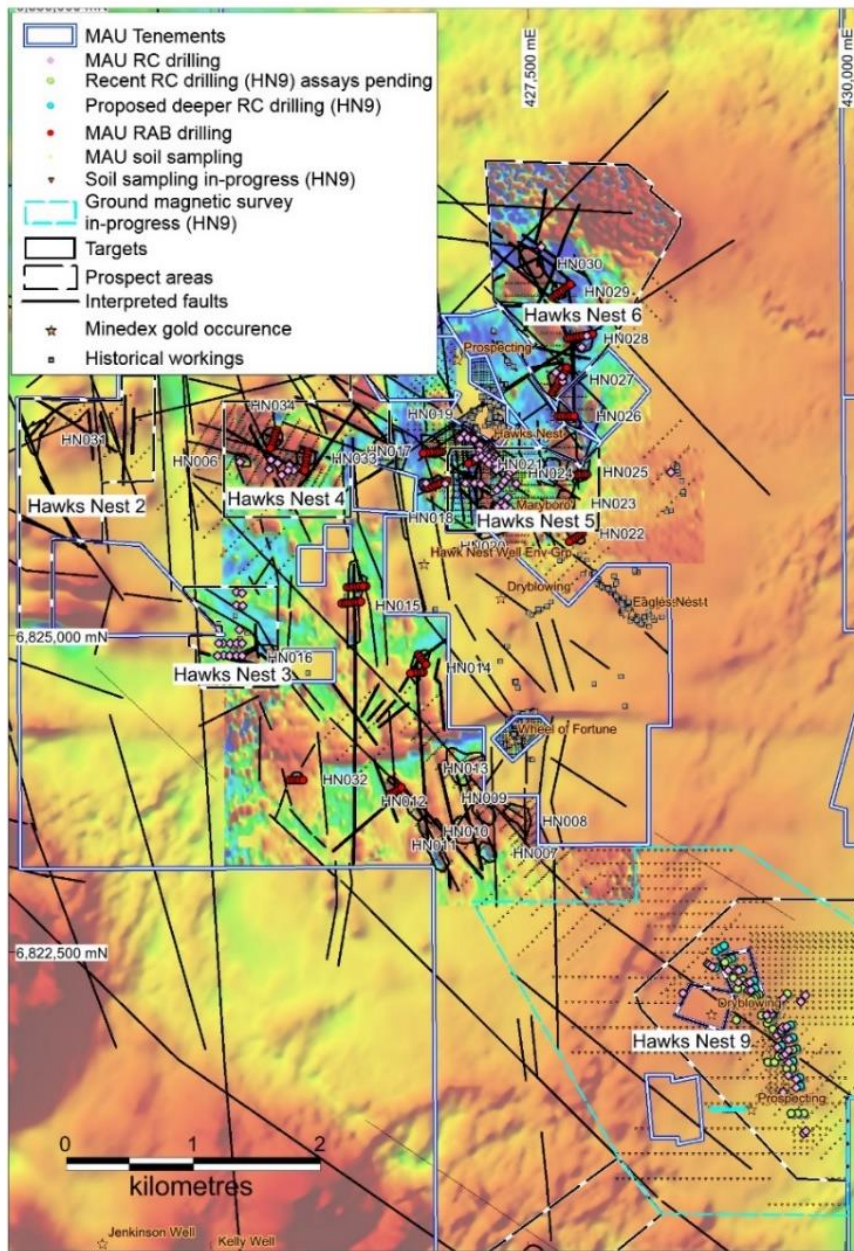 MAU Tenements
MAU RC drilling
Recent RC drilling (HN9) assays pending
Proposed deeper RC drilling (HN9)
MAU RAB drilling
MAU soil sampling
Soil sampling in-progress (HN9)
Ground magnetic survey
in-progress (HN9)
Targets
Prospect areas
Interpreted faults
Minedex gold occurence
Historical workings
427,500 mE
430,000 mE
HN030
HN029
Hawks Nest 6
HN028
Prospecting
HN027
HN019
HN026
HN034
HN031
Hawks Nest
HN017
HN006
HN033
HN021
HN024
HN025
Hawks Nest 2
Hawks Nest 4
Maryboro
HN023
HN018
Hawks Nest 5
HN022
Hawk Nest Well Env Grp
Dryblowing
HN015
Eagles Nest
6,825,000 mN
HN016
HN014
Hawks Nest 3
Wheel of Fortune
HN013
HN032
HN012
HN009
HN010
HN008
HN011
HN007
6,822,500 mN
Dryblowing
Hawks Nest 9
Prospecting
0 1 2
kilometres
Jenkinson Well
Kelly Well